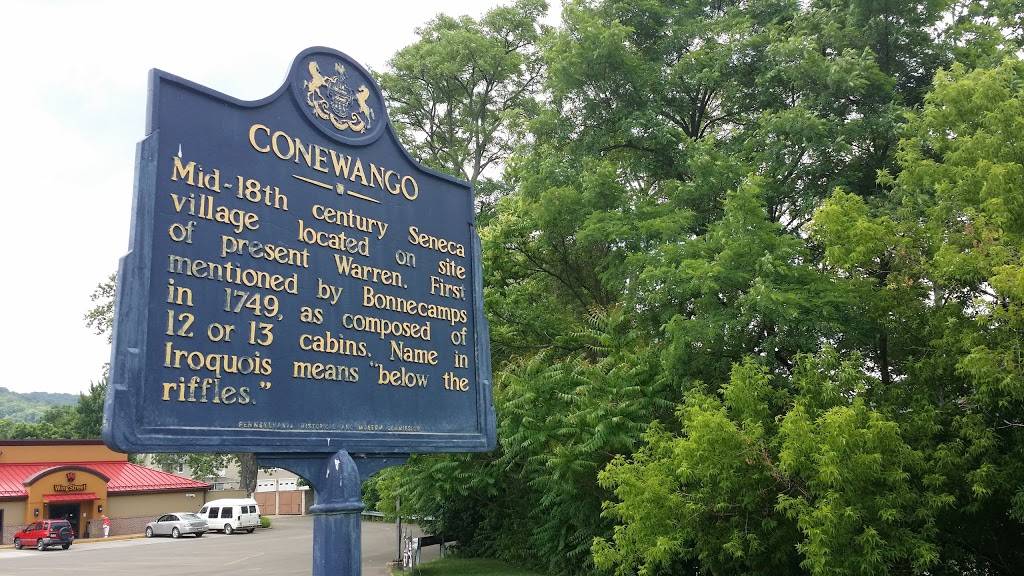 CONEWANGO
Mid-18th century Seneca
village located on site
of present Warren. First
mentioned by Bonnecamps
in 1749, as composed of
12 or 13 cabins. Name in
Iroquois means "below the
riffles."
PENNSYLVANIA HISTORICAL AND MUSEUM COMMISSION
WingStreet